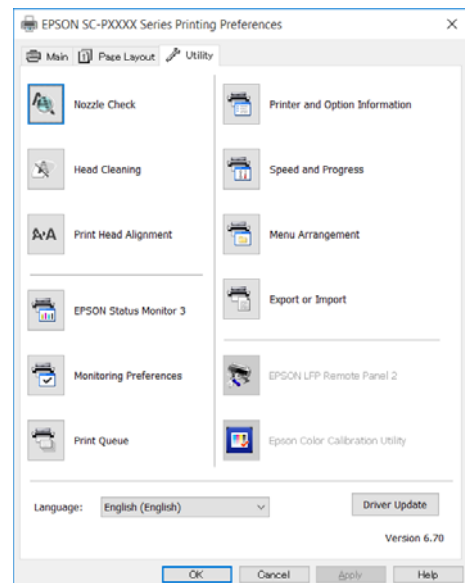 EPSON SC-PXXXX Series Printing Preferences
Main
Page Layout
Utility
Nozzle Check
Head Cleaning
A·A
Print Head Alignment
EPSON Status Monitor 3
Monitoring Preferences
Print Queue
Printer and Option Information
Speed and Progress
Menu Arrangement
Export or Import
EPSON LFP Remote Panel 2
Epson Color Calibration Utility
Language:
English (English)
Driver Update
Version 6.70
OK
Cancel
Apply
Help